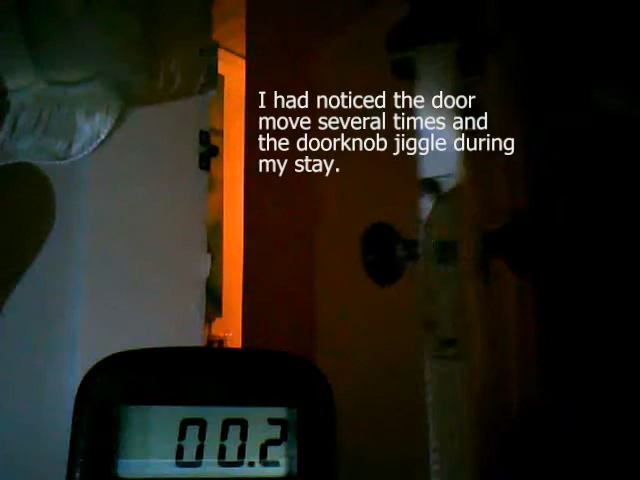 I had noticed the door
move several times and
the doorknob jiggle during
my stay.
00.2